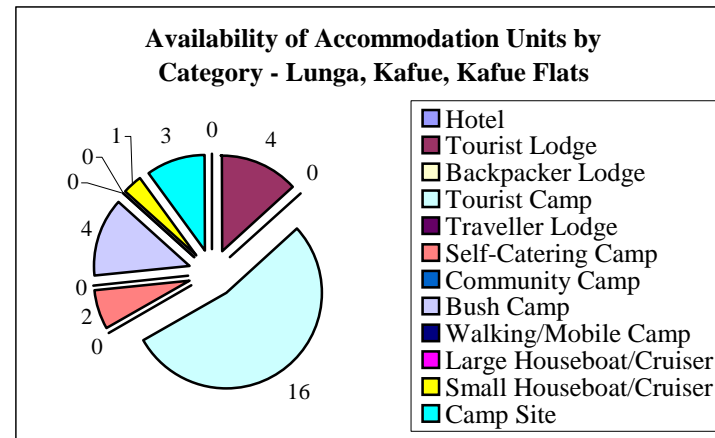 Availability of Accommodation Units by
Category - Lunga, Kafue, Kafue Flats
0
4
0
16
0
2
0
4
0
0
1
3
Hotel
Tourist Lodge
Backpacker Lodge
Tourist Camp
Traveller Lodge
Self-Catering Camp
Community Camp
Bush Camp
Walking/Mobile Camp
Large Houseboat/Cruiser
Small Houseboat/Cruiser
Camp Site